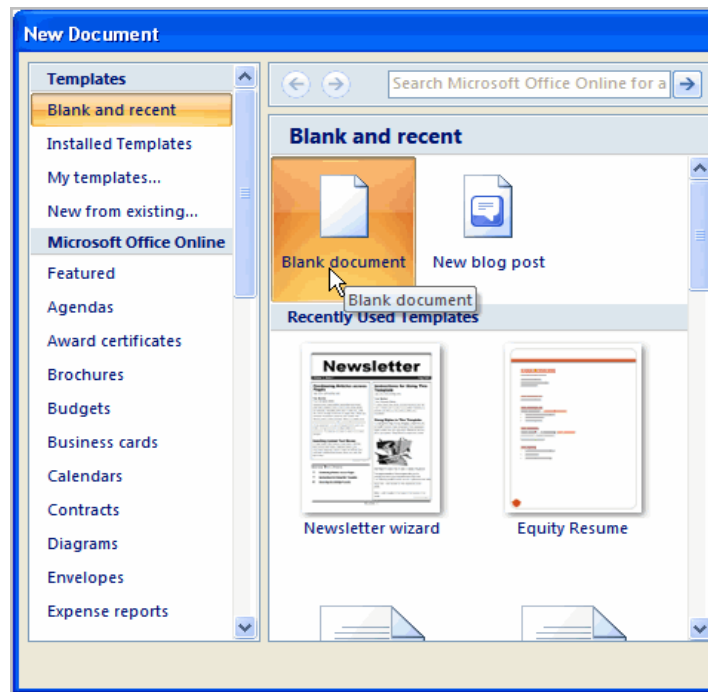 New Document
Templates
Blank and recent
Installed Templates
My templates...
New from existing...
Microsoft Office Online
Featured
Agendas
Award certificates
Brochures
Budgets
Business cards
Calendars
Contracts
Diagrams
Envelopes
Expense reports
Search Microsoft Office Online for a
Blank and recent
Blank document
New blog post
Blank document
Recently Used Templates
Newsletter
Newsletter wizard
Equity Resume